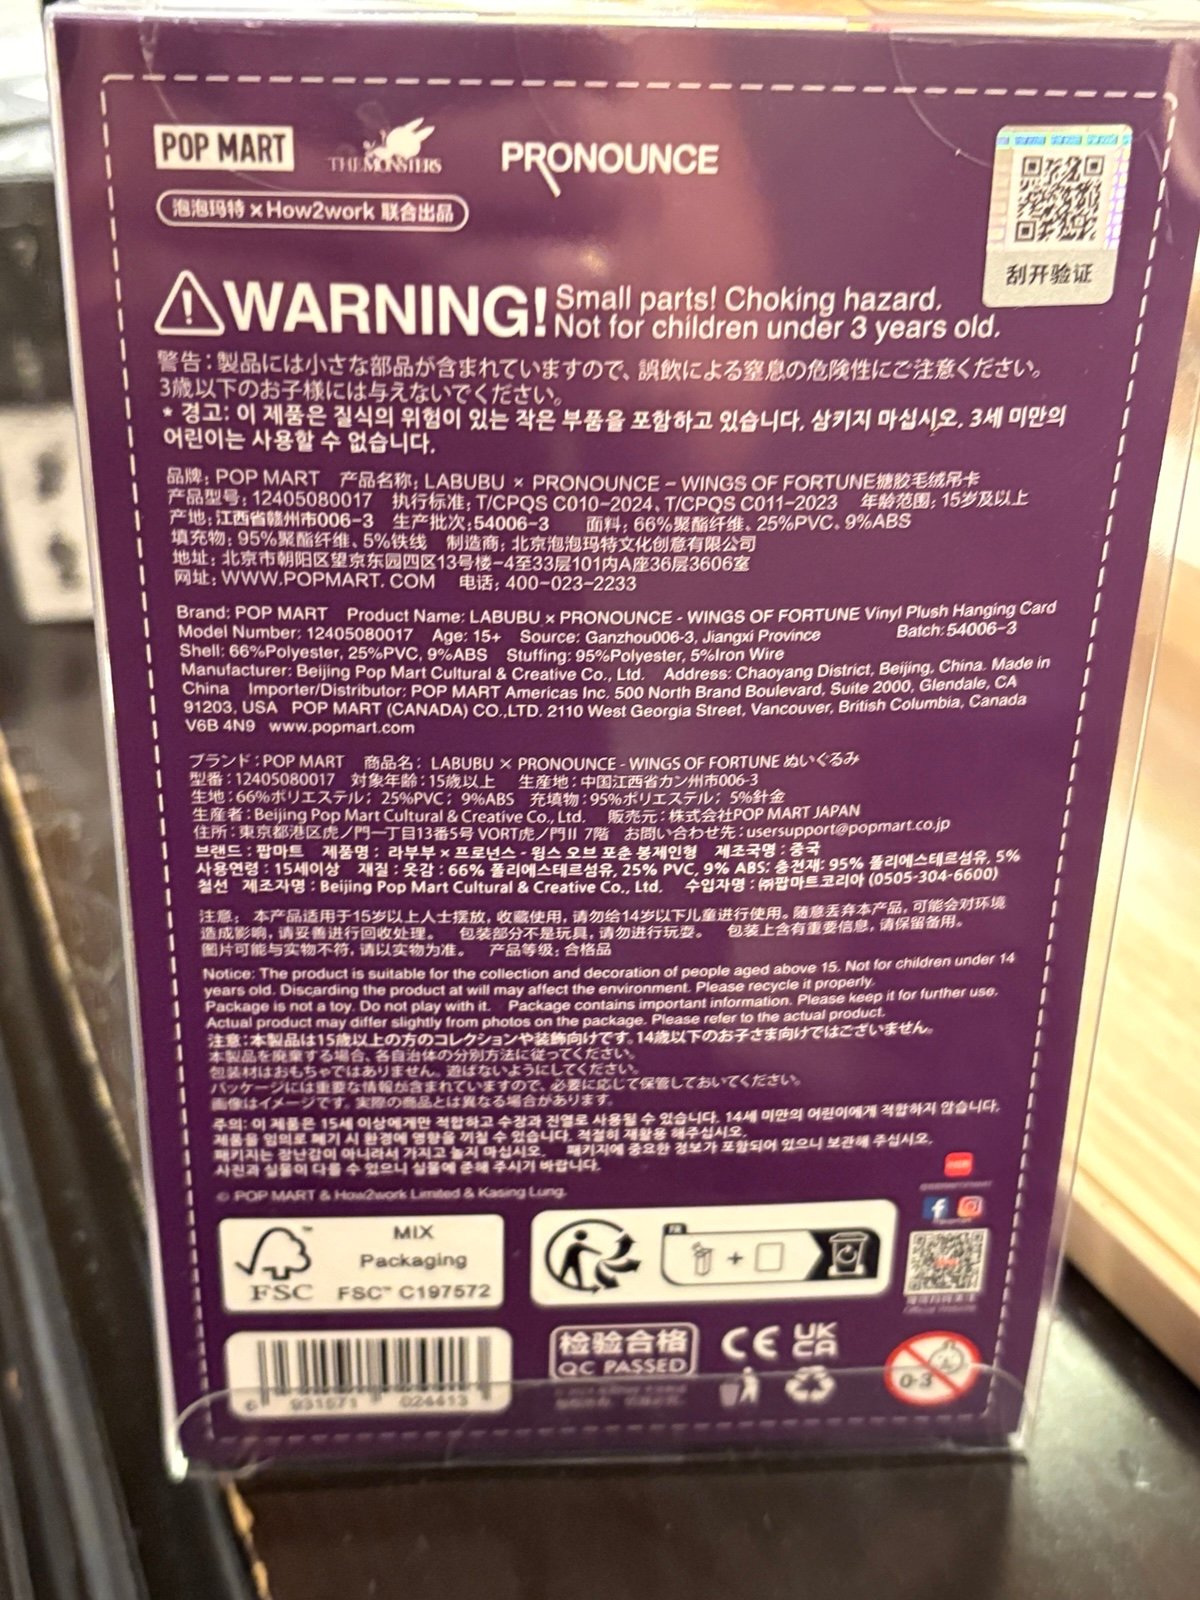 POP MART
THE MONSTERS
PRONOUNCE
泡泡玛特×How2work 联合出品
刮开验证
WARNING! Small parts! Choking hazard.
Not for children under 3 years old.
警告：製品には小さな部品が含まれていますので、誤飲による窒息の危険性にご注意ください。
3歳以下のお子様には与えないでください。
* 경고: 이 제품은 질식의 위험이 있는 작은 부품을 포함하고 있습니다. 삼키지 마십시오. 3세 미만의
어린이는 사용할 수 없습니다.
品牌：POP MART 产品名称：LABUBU × PRONOUNCE－WINGS OF FORTUNE搪胶毛绒吊卡
产品型号：12405080017 执行标准：T/CPQS C010-2024、T/CPQS C011-2023 年龄范围：15岁及以上
产地：江西省赣州市006-3 生产批次：54006-3 面料：66%聚酯纤维、25%PVC、9%ABS
填充物：95%聚酯纤维、5%铁线 制造商：北京泡泡玛特文化创意有限公司
地址：北京市朝阳区望京东园四区13号楼-4至33层101内A座36层3606室
网址：WWW.POPMART.COM 电话：400-023-2233
Brand: POP MART Product Name: LABUBU × PRONOUNCE - WINGS OF FORTUNE Vinyl Plush Hanging Card
Model Number: 12405080017 Age: 15+ Source: Ganzhou006-3, Jiangxi Province Batch: 54006-3
Shell: 66%Polyester, 25%PVC, 9%ABS Stuffing: 95%Polyester, 5%Iron Wire
Manufacturer: Beijing Pop Mart Cultural & Creative Co., Ltd. Address: Chaoyang District, Beijing, China. Made in
China Importer/Distributor: POP MART Americas Inc. 500 North Brand Boulevard, Suite 2000, Glendale, CA
91203, USA POP MART (CANADA) CO.,LTD. 2110 West Georgia Street, Vancouver, British Columbia, Canada
V6B 4N9 www.popmart.com
ブランド：POP MART 商品名：LABUBU × PRONOUNCE - WINGS OF FORTUNE ぬいぐるみ
型番：12405080017 対象年齢：15歳以上 生産地：中国江西省カン州市006-3
生地：66%ポリエステル；25%PVC；9%ABS 充填物：95%ポリエステル；5%針金
生産者：Beijing Pop Mart Cultural & Creative Co., Ltd. 販売元：株式会社POP MART JAPAN
住所：東京都港区虎ノ門一丁目13番5号 VORT虎ノ門II 7階 お問い合わせ先：usersupport@popmart.co.jp
브랜드 : 팝마트 제품명 : 라부부 × 프로넌스 - 윙스 오브 포춘 봉제인형 제조국명 : 중국
사용연령 : 15세이상 재질 : 옷감 : 66% 폴리에스테르섬유, 25% PVC, 9% ABS; 충전재: 95% 폴리에스테르섬유, 5%
철선 제조자명 : Beijing Pop Mart Cultural & Creative Co., Ltd. 수입자명 : ㈜팝마트코리아 (0505-304-6600)
注意：本产品适用于15岁以上人士摆放，收藏使用，请勿给14岁以下儿童进行使用。随意丢弃本产品，可能会对环境
造成影响，请妥善进行回收处理。 包装部分不是玩具，请勿进行玩耍。 包装上含有重要信息，请保留备用。
图片可能与实物不符，请以实物为准。 产品等级：合格品
Notice: The product is suitable for the collection and decoration of people aged above 15. Not for children under 14
years old. Discarding the product at will may affect the environment. Please recycle it properly.
Package is not a toy. Do not play with it. Package contains important information. Please keep it for further use.
Actual product may differ slightly from photos on the package. Please refer to the actual product.
注意：本製品は15歳以上の方のコレクションや装飾向けです。14歳以下のお子さま向けではございません。
本製品を廃棄する場合、各自治体の分別方法に従ってください。
包装材はおもちゃではありません。遊ばないようにしてください。
パッケージには重要な情報が含まれていますので、必要に応じて保管しておいてください。
画像はイメージです。実際の商品とは異なる場合があります。
주의: 이 제품은 15세 이상에게만 적합하고 수장과 진열로 사용될 수 있습니다. 14세 미만의 어린이에게 적합하지 않습니다.
제품을 임의로 폐기 시 환경에 영향을 끼칠 수 있습니다. 적절히 재활용 해주십시오.
패키지는 장난감이 아니라서 가지고 놀지 마십시오. 패키지에 중요한 정보가 포함되어 있으니 보관해 주십시오.
사진과 실물이 다를 수 있으니 실물에 준해 주시기 바랍니다.
© POP MART & How2work Limited & Kasing Lung.
FSC™
MIX
Packaging
FSC™ C197572
FR
+
检验合格
QC PASSED
CE
UK
CA
0-3
6 931571 024413